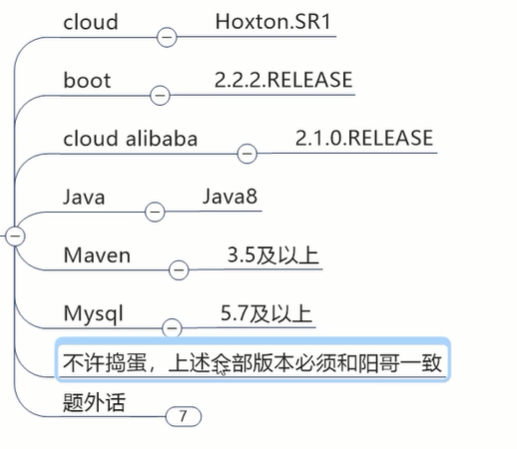 cloud Hoxton.SR1
boot 2.2.2.RELEASE
cloud alibaba 2.1.0.RELEASE
Java Java8
Maven 3.5及以上
Mysql 5.7及以上
不许捣蛋，上述全部版本必须和阳哥一致
题外话 7